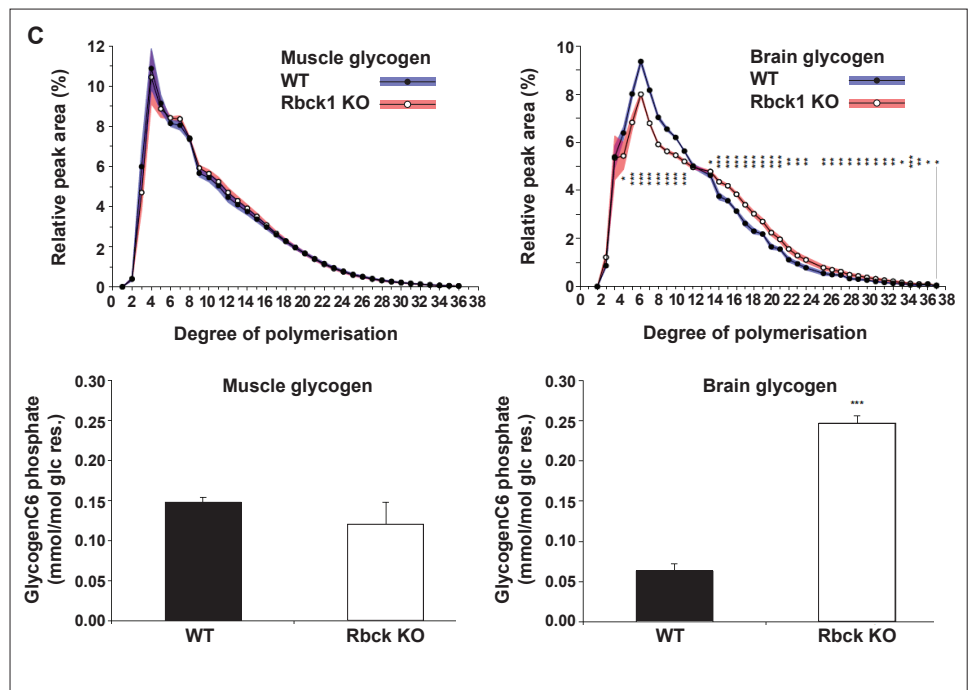 C
Muscle glycogen
WT
Rbck1 KO
Relative peak area (%)
12
10
8
6
4
2
0
2 4 6 8 10 12 14 16 18 20 22 24 26 28 30 32 34 36 38
Degree of polymerisation
Brain glycogen
WT
Rbck1 KO
Relative peak area (%)
10
8
6
4
2
0
2 4 6 8 10 12 14 16 18 20 22 24 26 28 30 32 34 36 38
Degree of polymerisation
Muscle glycogen
GlycogenC6 phosphate
(mmol/mol glc res.)
0.30
0.25
0.20
0.15
0.10
0.05
0.00
WT Rbck KO
Brain glycogen
GlycogenC6 phosphate
(mmol/mol glc res.)
0.30
0.25
0.20
0.15
0.10
0.05
0.00
***
WT Rbck KO